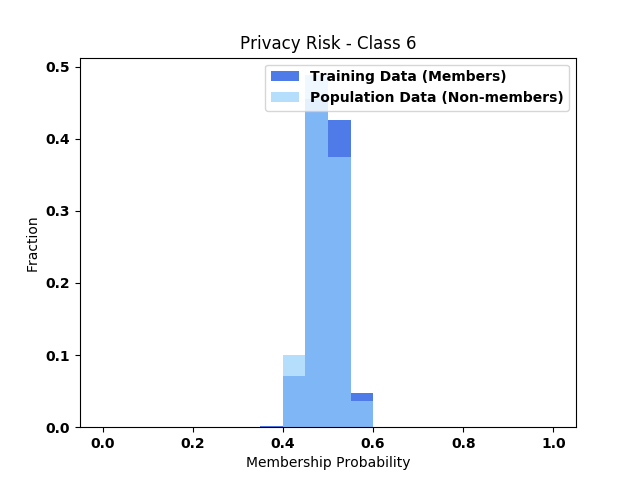 Privacy Risk - Class 6
Training Data (Members)
Population Data (Non-members)
0.5
0.4
0.3
0.2
0.1
0.0
Fraction
0.0 0.2 0.4 0.6 0.8 1.0
Membership Probability